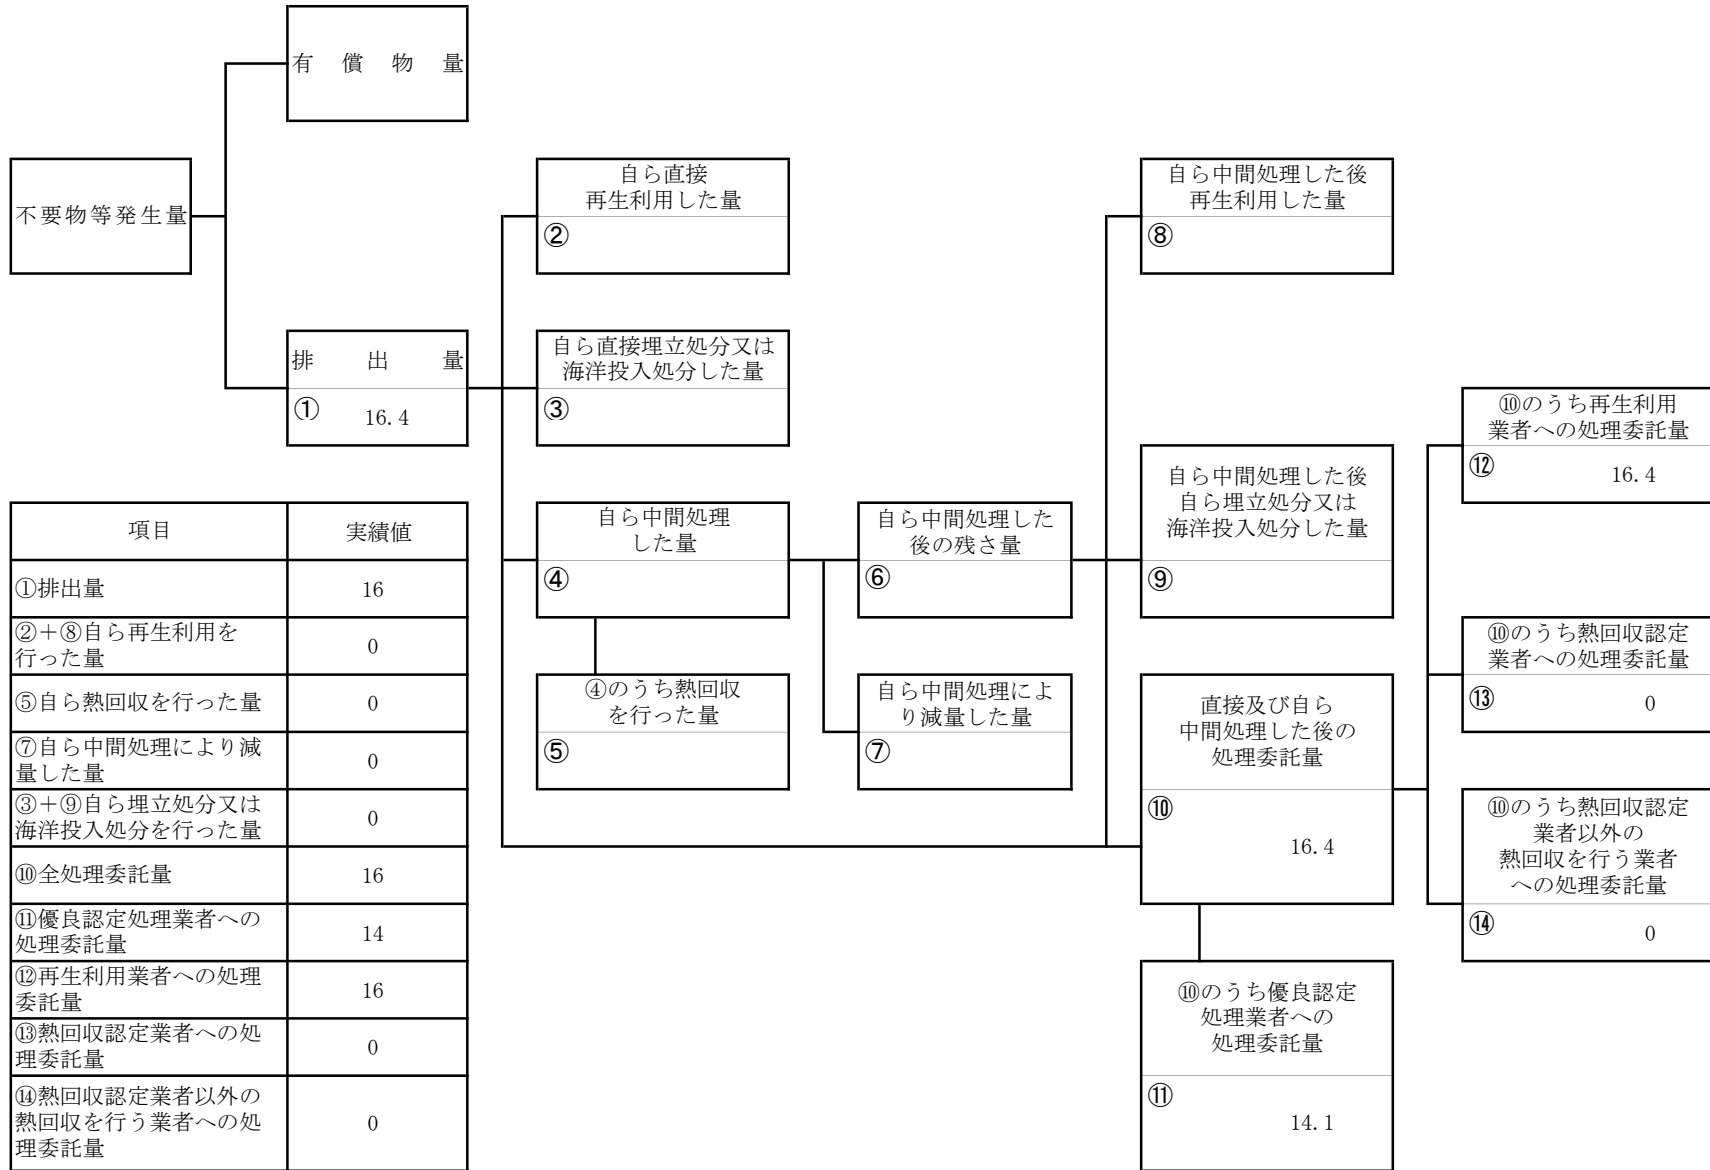 有償物量
不要物等発生量
自ら直接
再生利用した量
②
自ら中間処理した後
再生利用した量
⑧
排出量
① 16.4
自ら直接埋立処分又は
海洋投入処分した量
③
⑩のうち再生利用
業者への処理委託量
⑫ 16.4
自ら中間処理
した量
④
自ら中間処理した
後の残さ量
⑥
自ら中間処理した後
自ら埋立処分又は
海洋投入処分した量
⑨
⑩のうち熱回収認定
業者への処理委託量
⑬ 0
④のうち熱回収
を行った量
⑤
自ら中間処理によ
り減量した量
⑦
直接及び自ら
中間処理した後の
処理委託量
⑩
16.4
⑩のうち熱回収認定
業者以外の
熱回収を行う業者
への処理委託量
⑭ 0
⑩のうち優良認定
処理業者への
処理委託量
⑪
14.1
項目 実績値
①排出量 16
②+⑧自ら再生利用を
行った量 0
⑤自ら熱回収を行った量 0
⑦自ら中間処理により減
量した量 0
③+⑨自ら埋立処分又は
海洋投入処分を行った量 0
⑩全処理委託量 16
⑪優良認定処理業者への
処理委託量 14
⑫再生利用業者への処理
委託量 16
⑬熱回収認定業者への処
理委託量 0
⑭熱回収認定業者以外の
熱回収を行う業者への処
理委託量 0